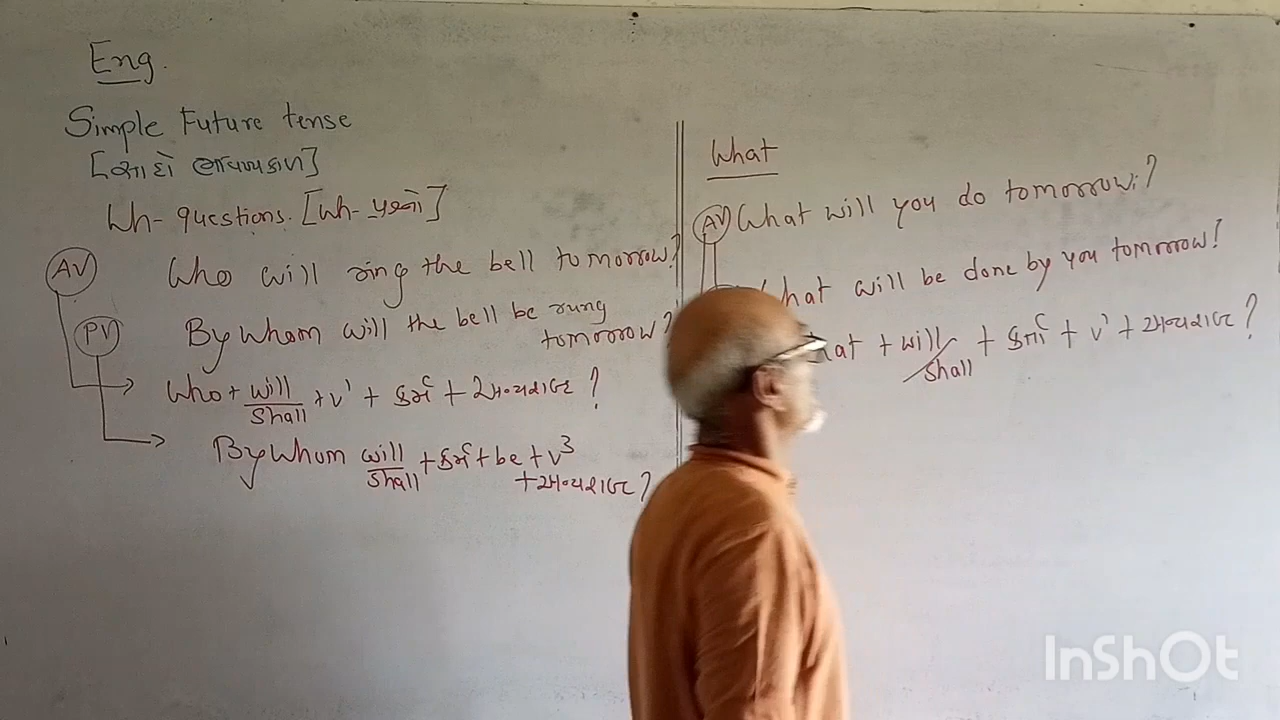 Eng.
Simple Future tense
[સાદો ભવિષ્યકાળ]
Wh- questions. [Wh- પ્રશ્નો]
AV Who will ring the bell tomorrow?
PV By whom will the bell be rung
tomorrow?
Who + will/shall + v¹ + કર્મ + અન્યશબ્દ ?
By Whom will/shall + કર્મ + be + v³
+ અન્યશબ્દ ?
What
AV What will you do tomorrow?
What will be done by you tomorrow?
+ will/shall + કર્તા + v¹ + અન્યશબ્દ ?
InShOt